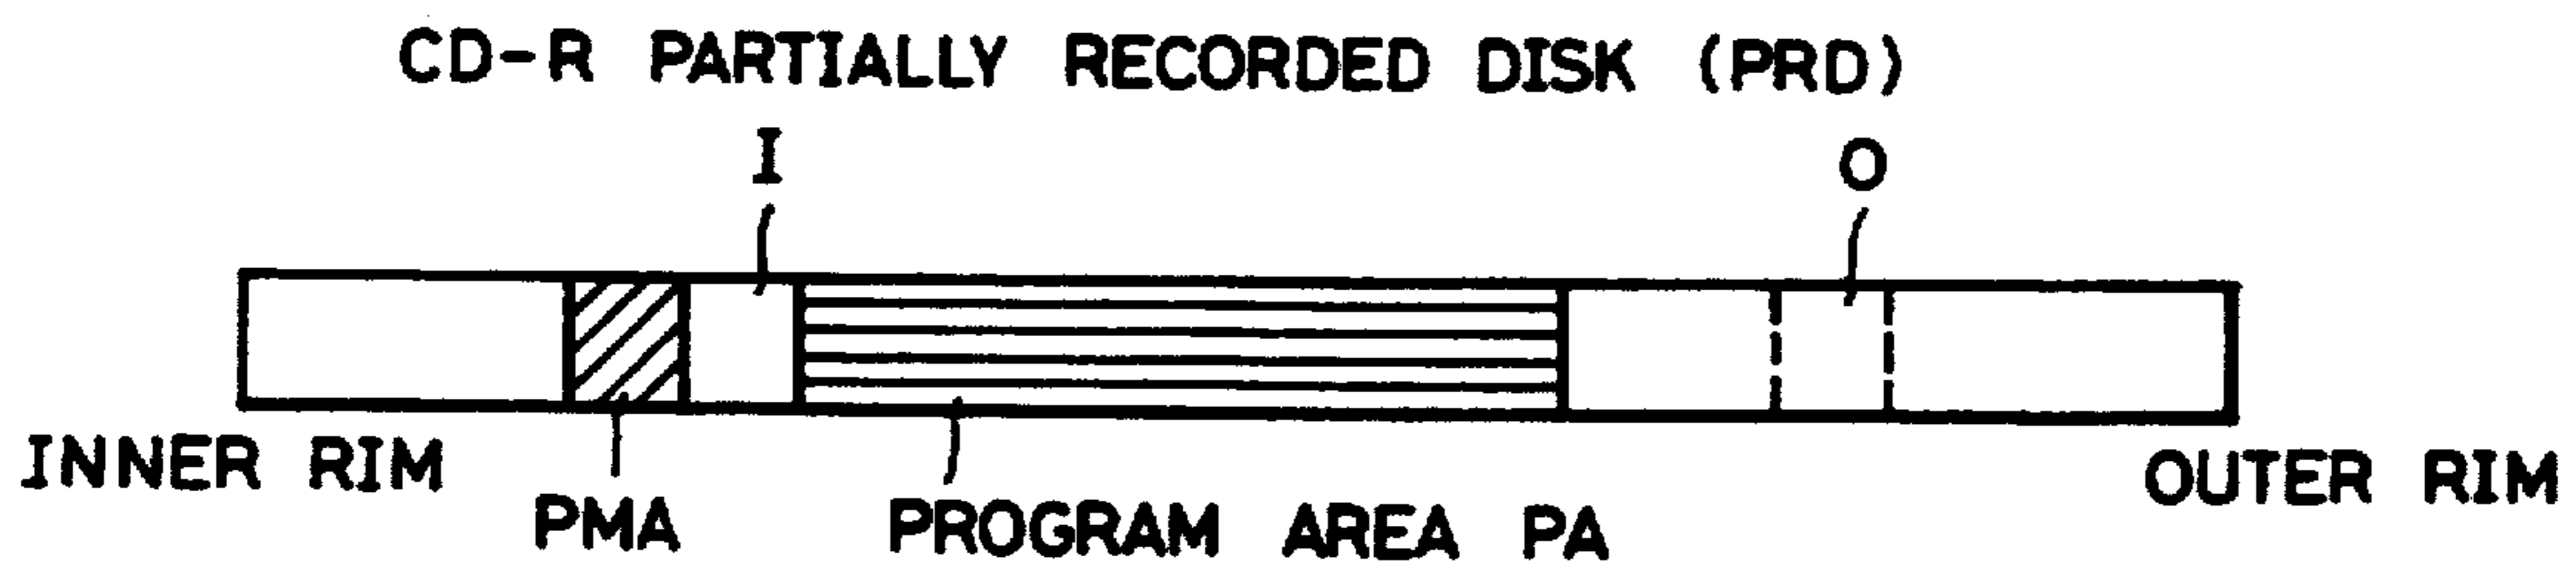 CD-R PARTIALLY RECORDED DISK (PRD)
I O
INNER RIM OUTER RIM
PMA PROGRAM AREA PA